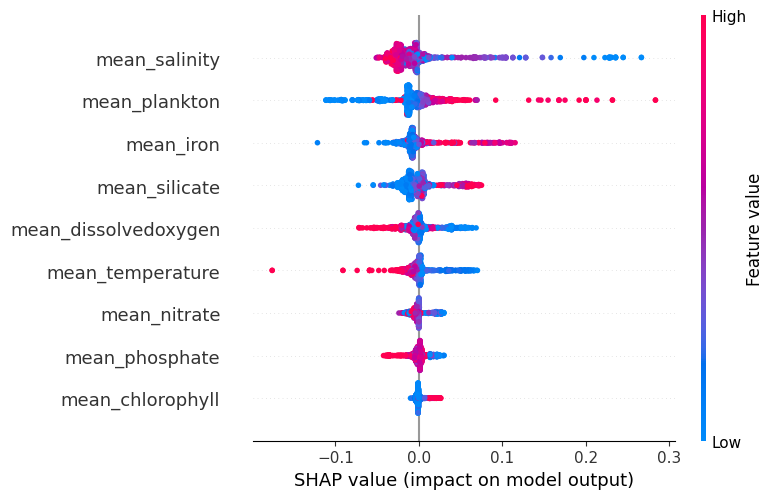 High
mean_salinity
mean_plankton
mean_iron
mean_silicate
mean_dissolvedoxygen
mean_temperature
mean_nitrate
mean_phosphate
mean_chlorophyll
Feature value
Low
−0.1 0.0 0.1 0.2 0.3
SHAP value (impact on model output)